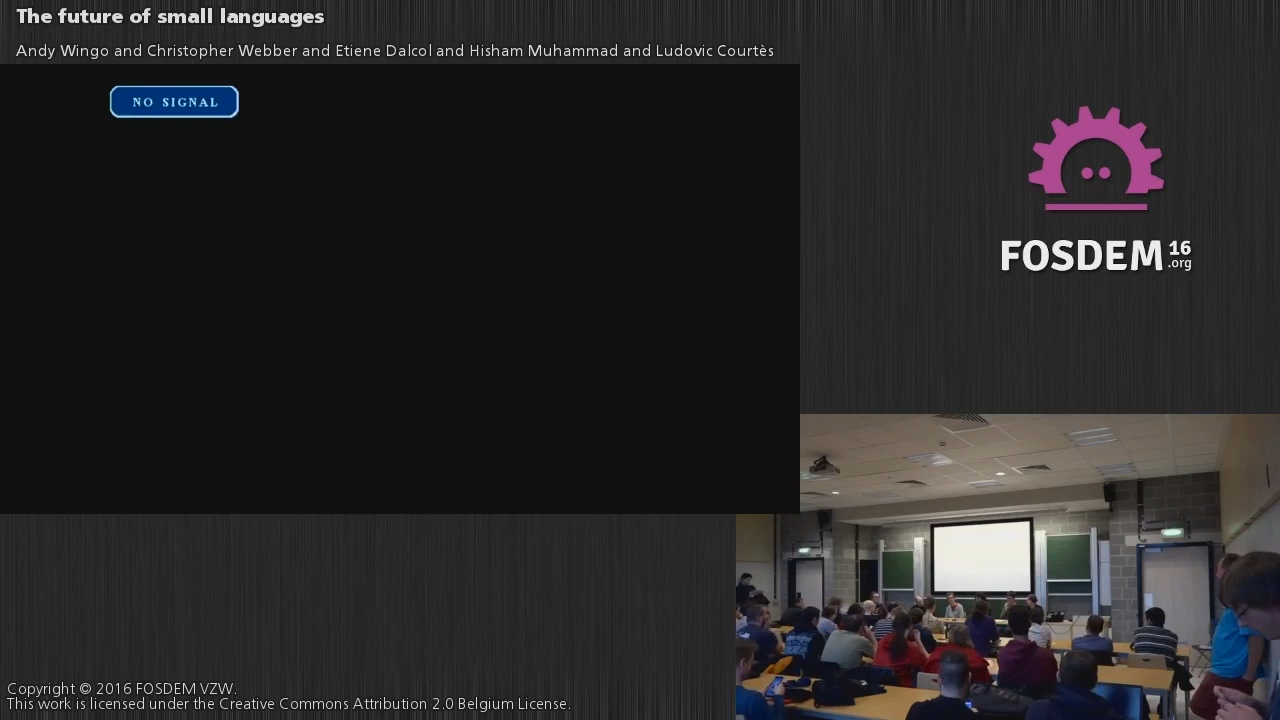 The future of small languages
Andy Wingo and Christopher Webber and Etiene Dalcol and Hisham Muhammad and Ludovic Courtès
NO SIGNAL
FOSDEM 16
.org
Copyright © 2016 FOSDEM VZW.
This work is licensed under the Creative Commons Attribution 2.0 Belgium License.